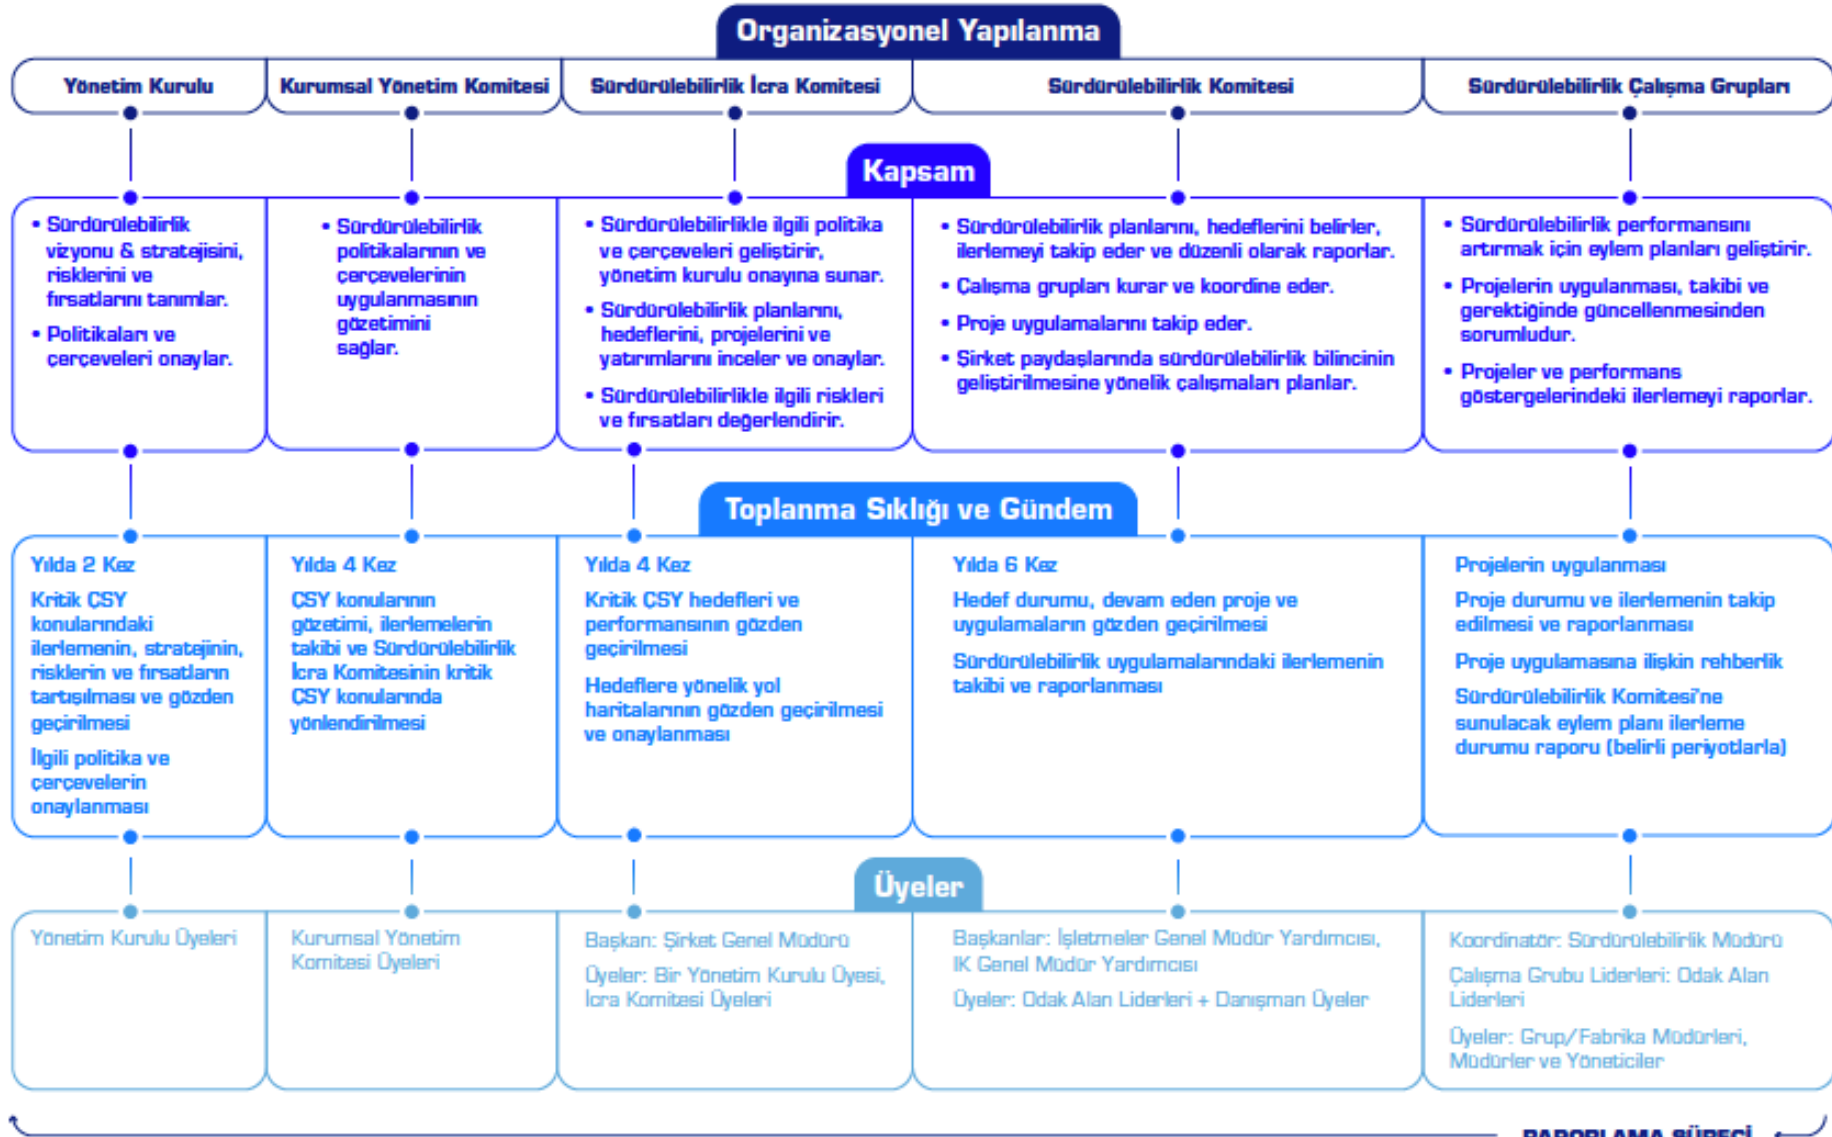 Organizasyonel Yapılanma
Yönetim Kurulu
Kurumsal Yönetim Komitesi
Sürdürülebilirlik İcra Komitesi
Sürdürülebilirlik Komitesi
Sürdürülebilirlik Çalışma Grupları
Kapsam
• Sürdürülebilirlik
vizyonu & stratejisini,
risklerini ve
fırsatlarını tanımlar.
• Politikaları ve
çerçeveleri onaylar.
• Sürdürülebilirlik
politikalarının ve
çerçevelerinin
uygulanmasının
gözetimini
sağlar.
• Sürdürülebilirlikle ilgili politika
ve çerçeveleri geliştirir,
yönetim kurulu onayına sunar.
• Sürdürülebilirlik planlarını,
hedeflerini, projelerini ve
yatırımlarını inceler ve onaylar.
• Sürdürülebilirlikle ilgili riskleri
ve fırsatları değerlendirir.
• Sürdürülebilirlik planlarını, hedeflerini belirler,
ilerlemeyi takip eder ve düzenli olarak raporlar.
• Çalışma grupları kurar ve koordine eder.
• Proje uygulamalarını takip eder.
• Şirket paydaşlarında sürdürülebilirlik bilincinin
geliştirilmesine yönelik çalışmaları planlar.
• Sürdürülebilirlik performansını
artırmak için eylem planları geliştirir.
• Projelerin uygulanması, takibi ve
gerektiğinde güncellenmesinden
sorumludur.
• Projeler ve performans
göstergelerindeki ilerlemeyi raporlar.
Toplanma Sıklığı ve Gündem
Yılda 2 Kez
Kritik ÇSY
konularındaki
ilerlemenin, stratejinin,
risklerin ve fırsatların
tartışılması ve gözden
geçirilmesi
İlgili politika ve
çerçevelerin
onaylanması
Yılda 4 Kez
ÇSY konularının
gözetimi, ilerlemelerin
takibi ve Sürdürülebilirlik
İcra Komitesinin kritik
ÇSY konularında
yönlendirilmesi
Yılda 4 Kez
Kritik ÇSY hedefleri ve
performansının gözden
geçirilmesi
Hedeflere yönelik yol
haritalarının gözden geçirilmesi
ve onaylanması
Yılda 6 Kez
Hedef durumu, devam eden proje ve
uygulamaların gözden geçirilmesi
Sürdürülebilirlik uygulamalarındaki ilerlemenin
takibi ve raporlanması
Projelerin uygulanması
Proje durumu ve ilerlemenin takip
edilmesi ve raporlanması
Proje uygulamasına ilişkin rehberlik
Sürdürülebilirlik Komitesi'ne
sunulacak eylem planı ilerleme
durumu raporu (belirli periyotlarla)
Üyeler
Yönetim Kurulu Üyeleri
Kurumsal Yönetim
Komitesi Üyeleri
Başkan: Şirket Genel Müdürü
Üyeler: Bir Yönetim Kurulu Üyesi,
İcra Komitesi Üyeleri
Başkanlar: İşletmeler Genel Müdür Yardımcısı,
IK Genel Müdür Yardımcısı
Üyeler: Odak Alan Liderleri + Danışman Üyeler
Koordinatör: Sürdürülebilirlik Müdürü
Çalışma Grubu Liderleri: Odak Alan
Liderleri
Üyeler: Grup/Fabrika Müdürleri,
Müdürler ve Yöneticiler
RAPORLAMA SÜRECİ